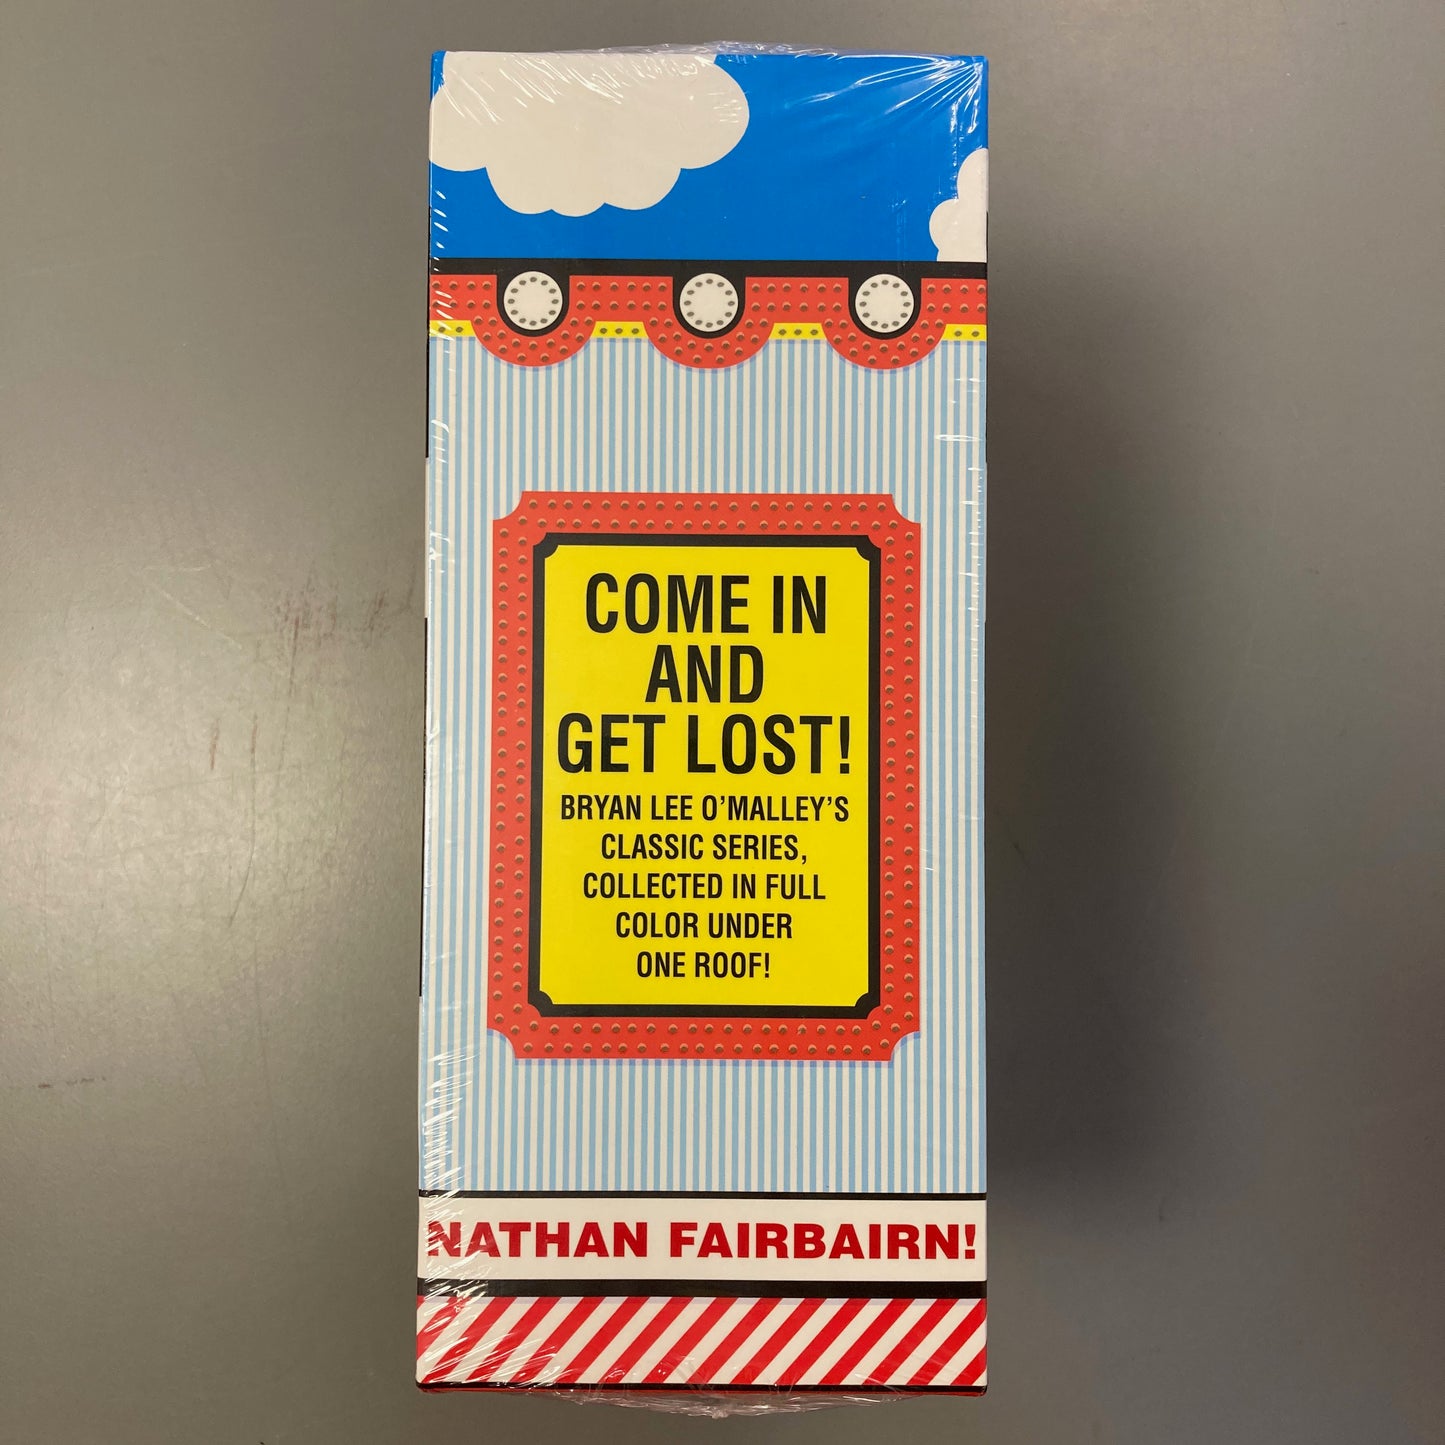 COME IN
AND
GET LOST!
BRYAN LEE O'MALLEY'S
CLASSIC SERIES,
COLLECTED IN FULL
COLOR UNDER
ONE ROOF!
NATHAN FAIRBAIRN!